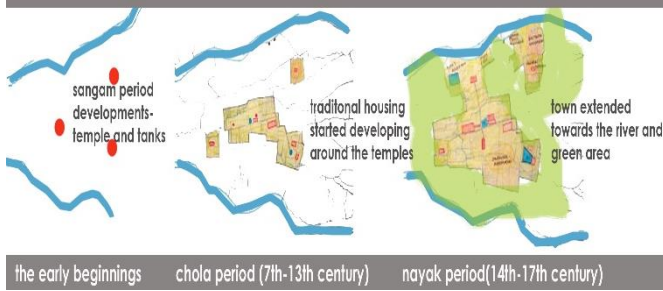 sangam period
developments-
temple and tanks
traditonal housing
started developing
around the temples
town extended
towards the river and
green area
the early beginnings
chola period (7th-13th century)
nayak period(14th-17th century)